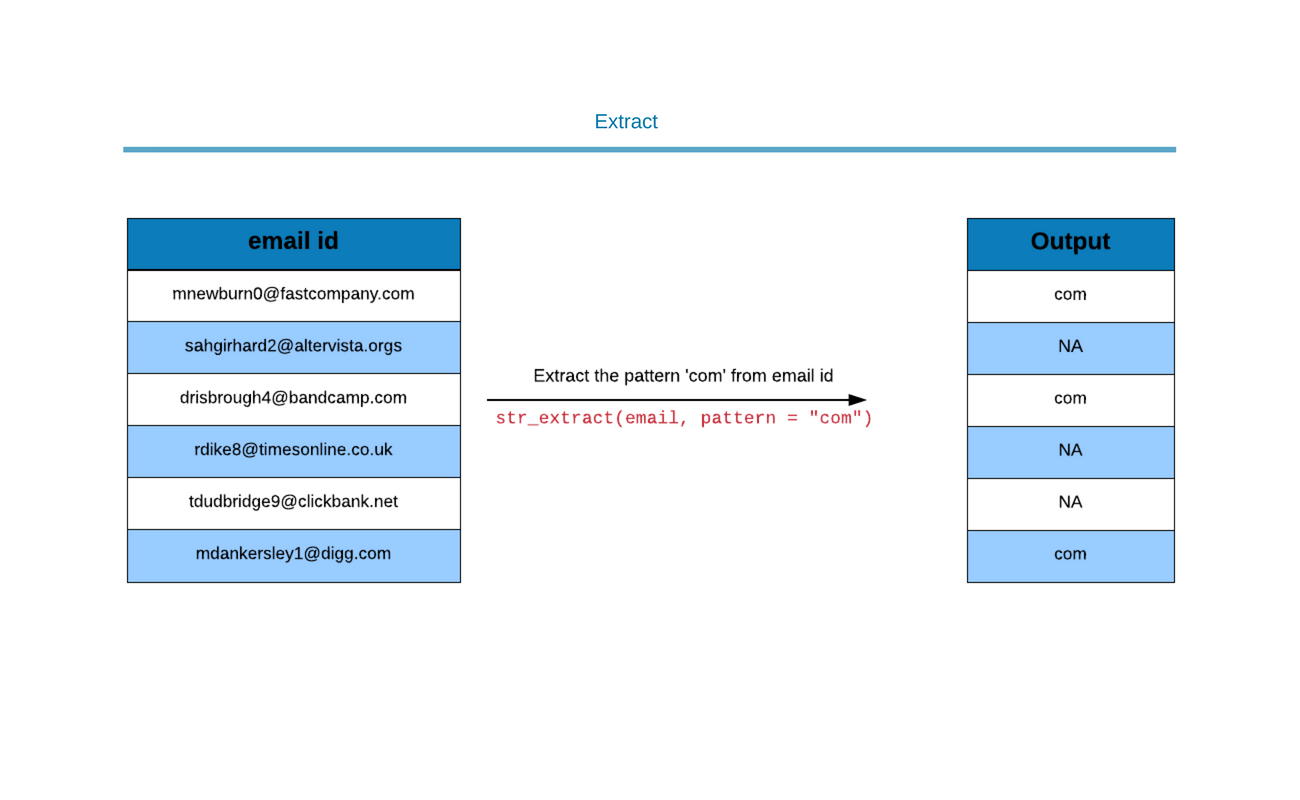 Extract
email id
Output
mnewburn0@fastcompany.com
com
sahgirhard2@altervista.orgs
NA
Extract the pattern 'com' from email id
drisbrough4@bandcamp.com
com
str_extract(email, pattern = "com")
rdike8@timesonline.co.uk
NA
tdudbridge9@clickbank.net
NA
mdankersley1@digg.com
com